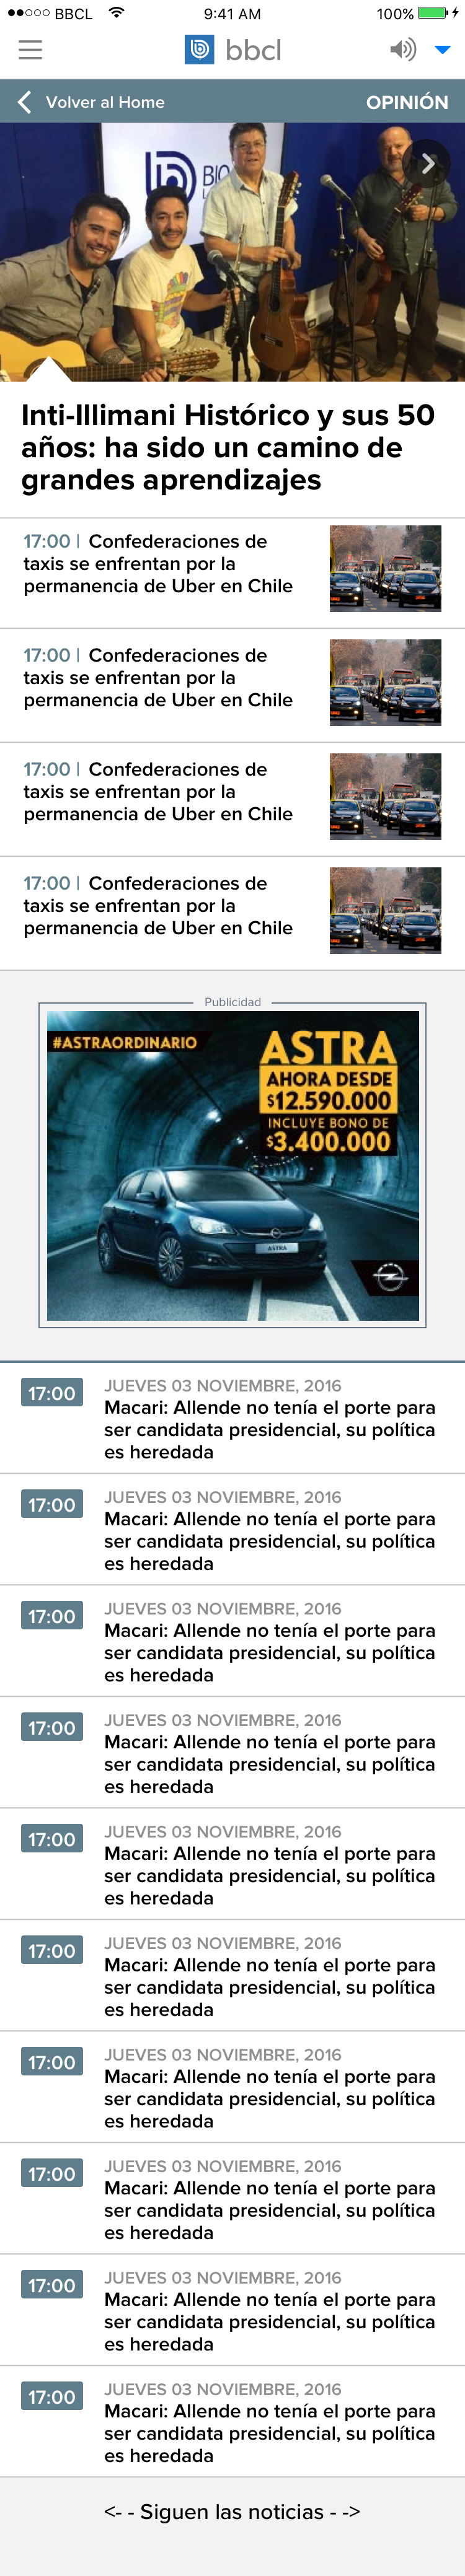 BBCL 9:41 AM 100%
bbcl
Volver al Home OPINIÓN
BIO
Inti-Illimani Histórico y sus 50
años: ha sido un camino de
grandes aprendizajes
17:00 | Confederaciones de
taxis se enfrentan por la
permanencia de Uber en Chile
17:00 | Confederaciones de
taxis se enfrentan por la
permanencia de Uber en Chile
17:00 | Confederaciones de
taxis se enfrentan por la
permanencia de Uber en Chile
17:00 | Confederaciones de
taxis se enfrentan por la
permanencia de Uber en Chile
Publicidad
#ASTRAORDINARIO
ASTRA
AHORA DESDE
$12.590.000
INCLUYE BONO DE
$3.400.000
ASTRA
17:00 JUEVES 03 NOVIEMBRE, 2016
Macari: Allende no tenía el porte para
ser candidata presidencial, su política
es heredada
17:00 JUEVES 03 NOVIEMBRE, 2016
Macari: Allende no tenía el porte para
ser candidata presidencial, su política
es heredada
17:00 JUEVES 03 NOVIEMBRE, 2016
Macari: Allende no tenía el porte para
ser candidata presidencial, su política
es heredada
17:00 JUEVES 03 NOVIEMBRE, 2016
Macari: Allende no tenía el porte para
ser candidata presidencial, su política
es heredada
17:00 JUEVES 03 NOVIEMBRE, 2016
Macari: Allende no tenía el porte para
ser candidata presidencial, su política
es heredada
17:00 JUEVES 03 NOVIEMBRE, 2016
Macari: Allende no tenía el porte para
ser candidata presidencial, su política
es heredada
17:00 JUEVES 03 NOVIEMBRE, 2016
Macari: Allende no tenía el porte para
ser candidata presidencial, su política
es heredada
17:00 JUEVES 03 NOVIEMBRE, 2016
Macari: Allende no tenía el porte para
ser candidata presidencial, su política
es heredada
17:00 JUEVES 03 NOVIEMBRE, 2016
Macari: Allende no tenía el porte para
ser candidata presidencial, su política
es heredada
17:00 JUEVES 03 NOVIEMBRE, 2016
Macari: Allende no tenía el porte para
ser candidata presidencial, su política
es heredada
<- - Siguen las noticias - ->